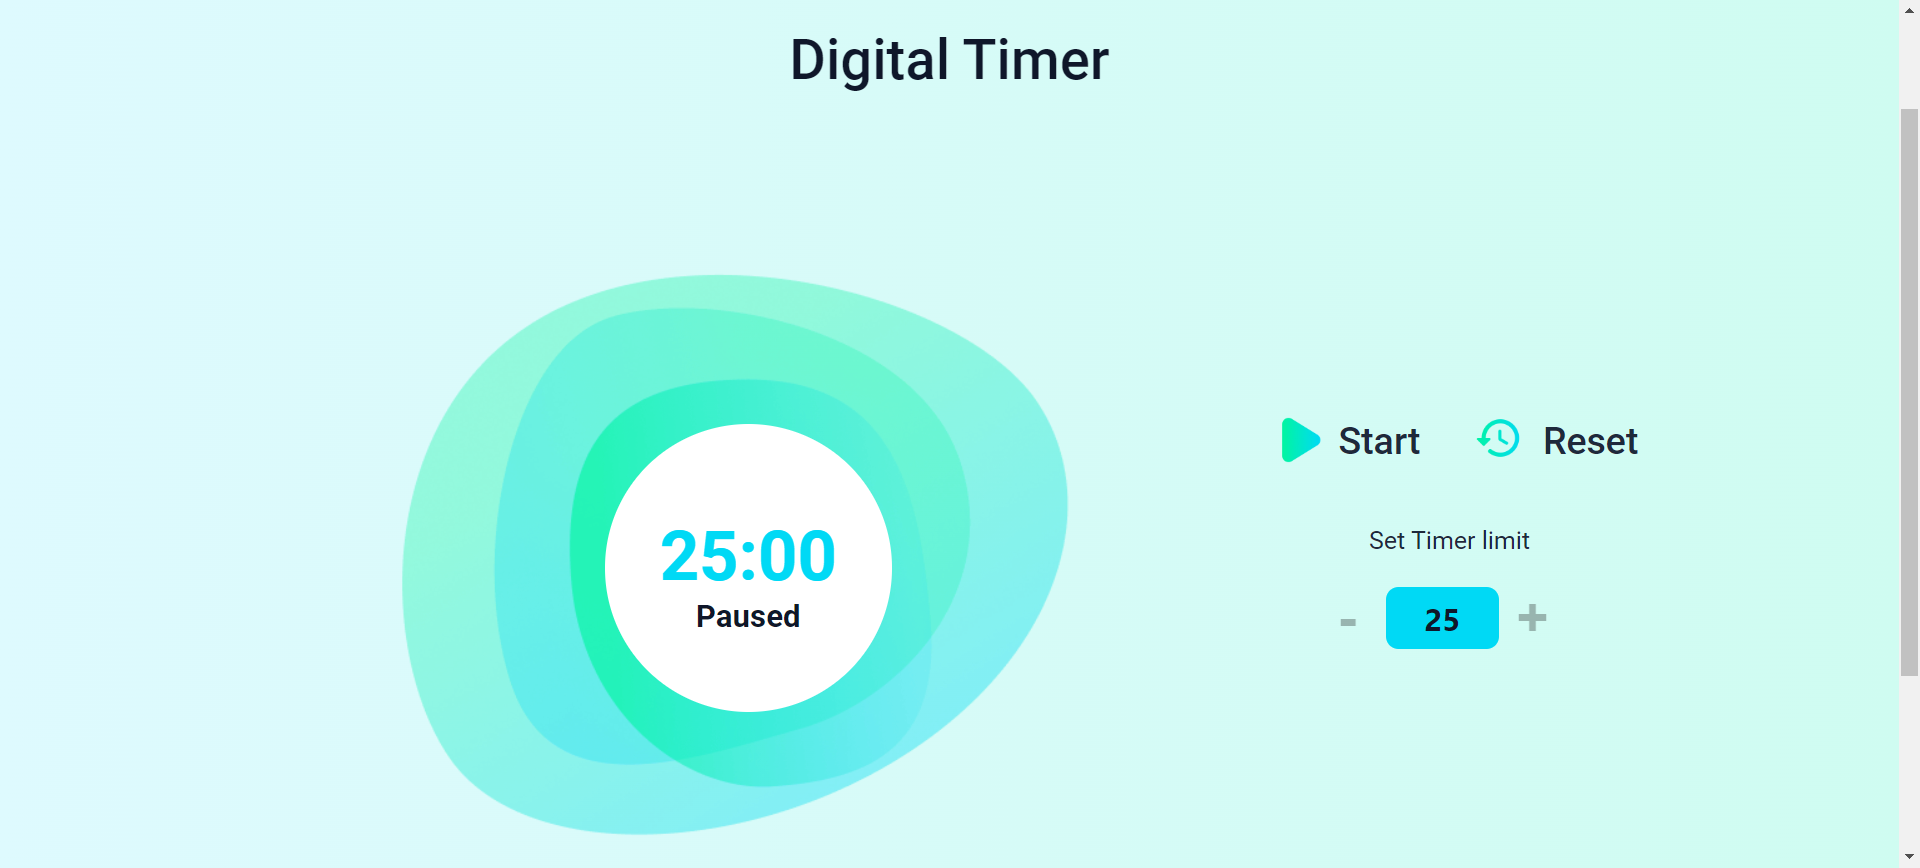 Digital Timer
25:00
Paused
Start
Reset
Set Timer limit
- 25 +